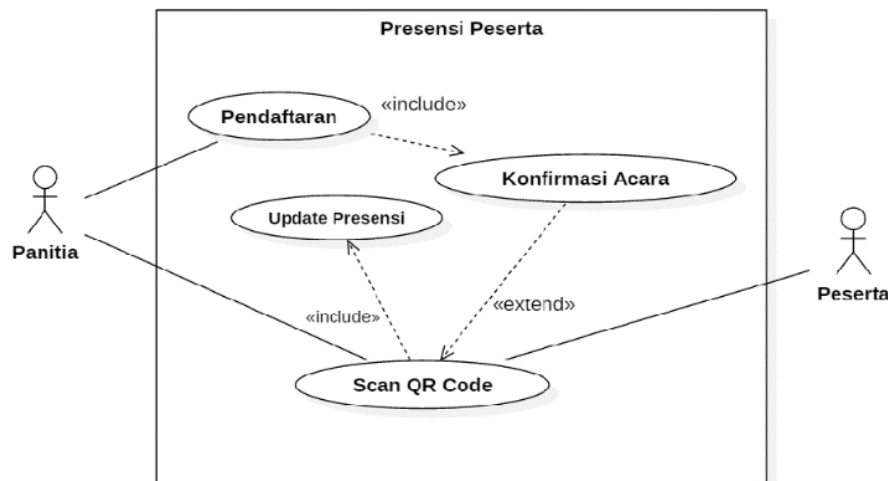 Presensi Peserta
Pendaftaran
«include»
Konfirmasi Acara
Update Presensi
Panitia
Peserta
«include»
«extend»
Scan QR Code